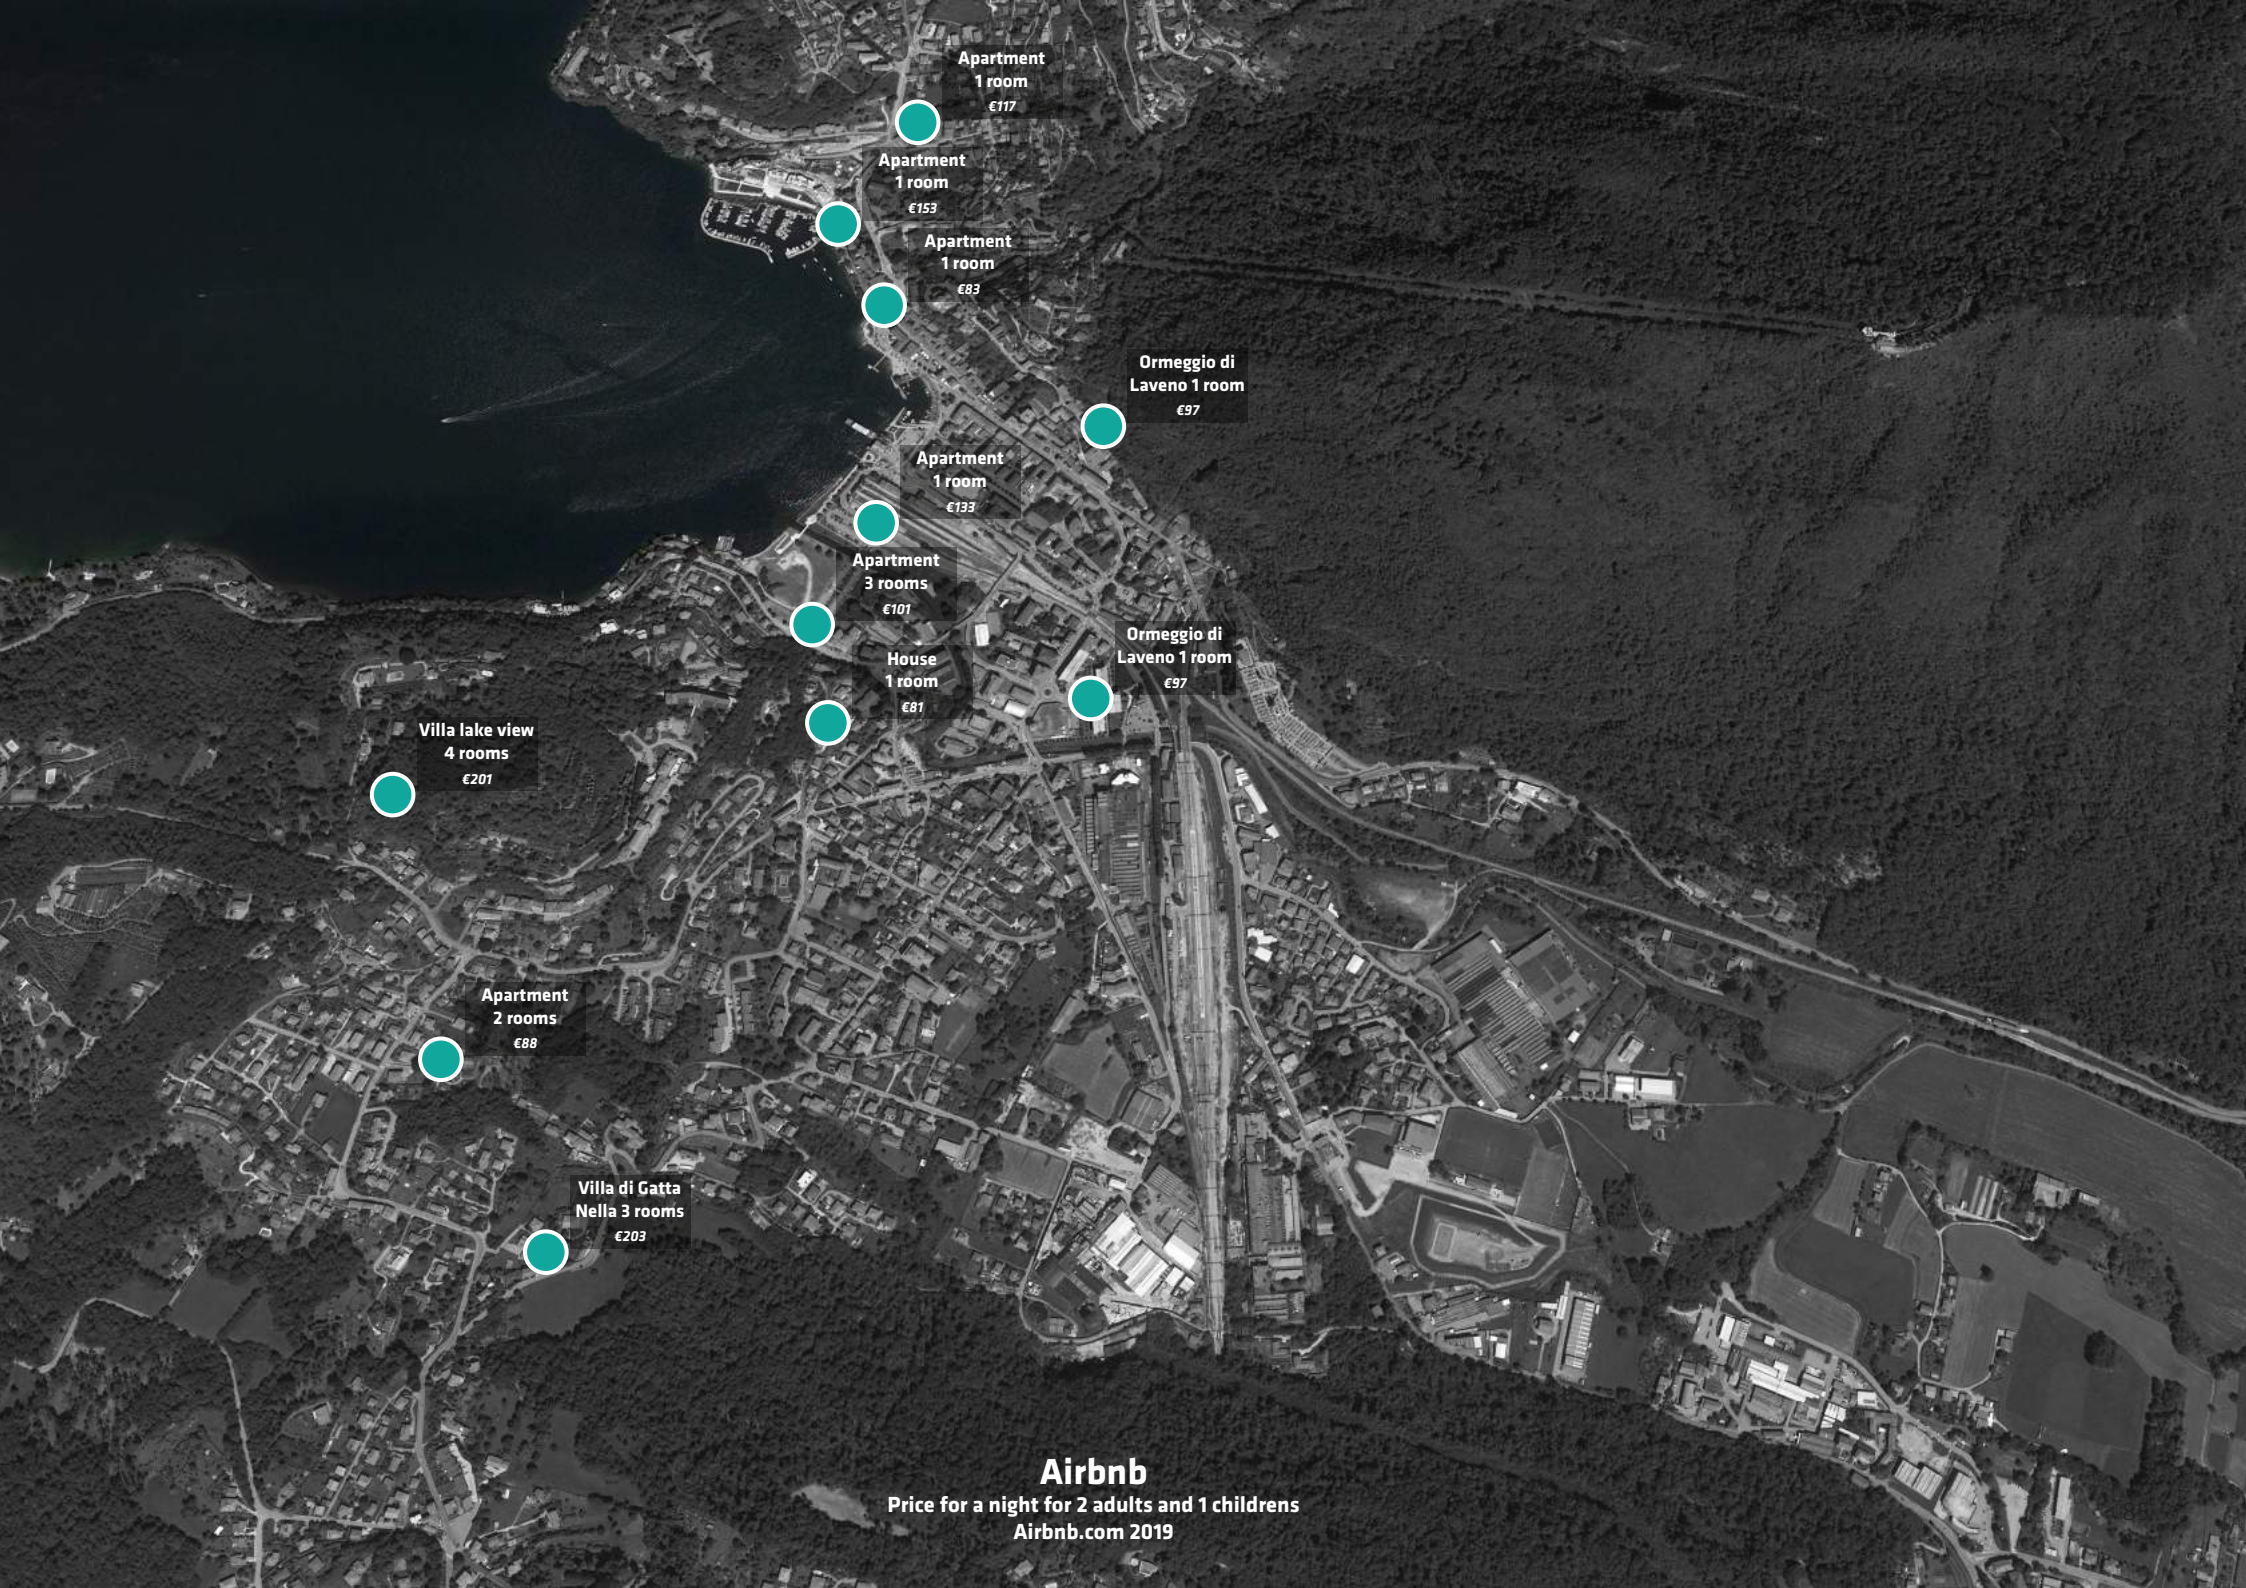 Apartment
1 room
€117
Apartment
1 room
€153
Apartment
1 room
€83
Ormeggio di
Laveno 1 room
€97
Apartment
1 room
€133
Apartment
3 rooms
€101
Ormeggio di
Laveno 1 room
€97
House
1 room
€81
Villa lake view
4 rooms
€201
Apartment
2 rooms
€88
Villa di Gatta
Nella 3 rooms
€203
Airbnb
Price for a night for 2 adults and 1 childrens
Airbnb.com 2019